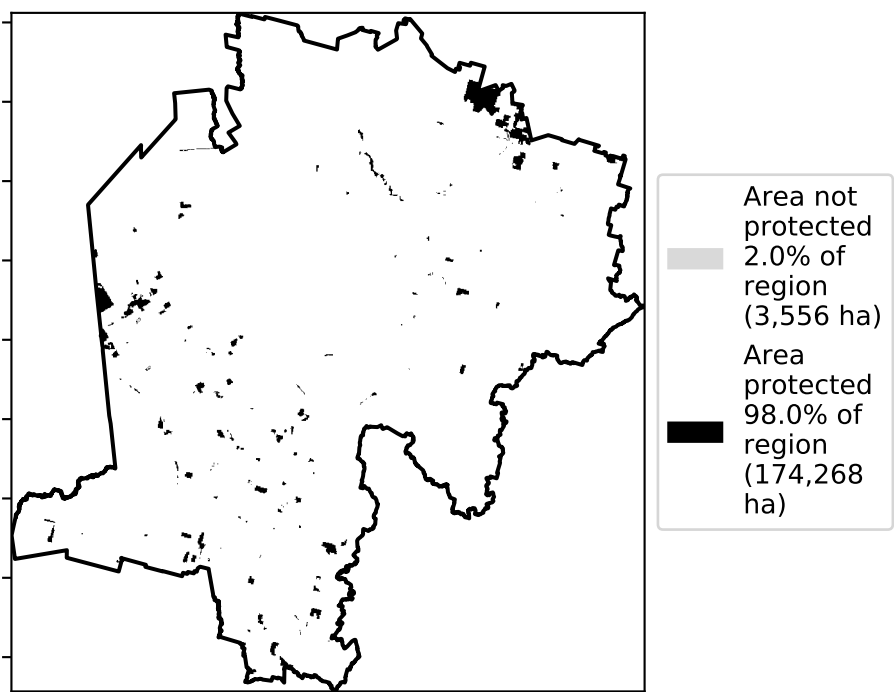 Area not
protected
2.0% of
region
(3,556 ha)
Area
protected
98.0% of
region
(174,268
ha)